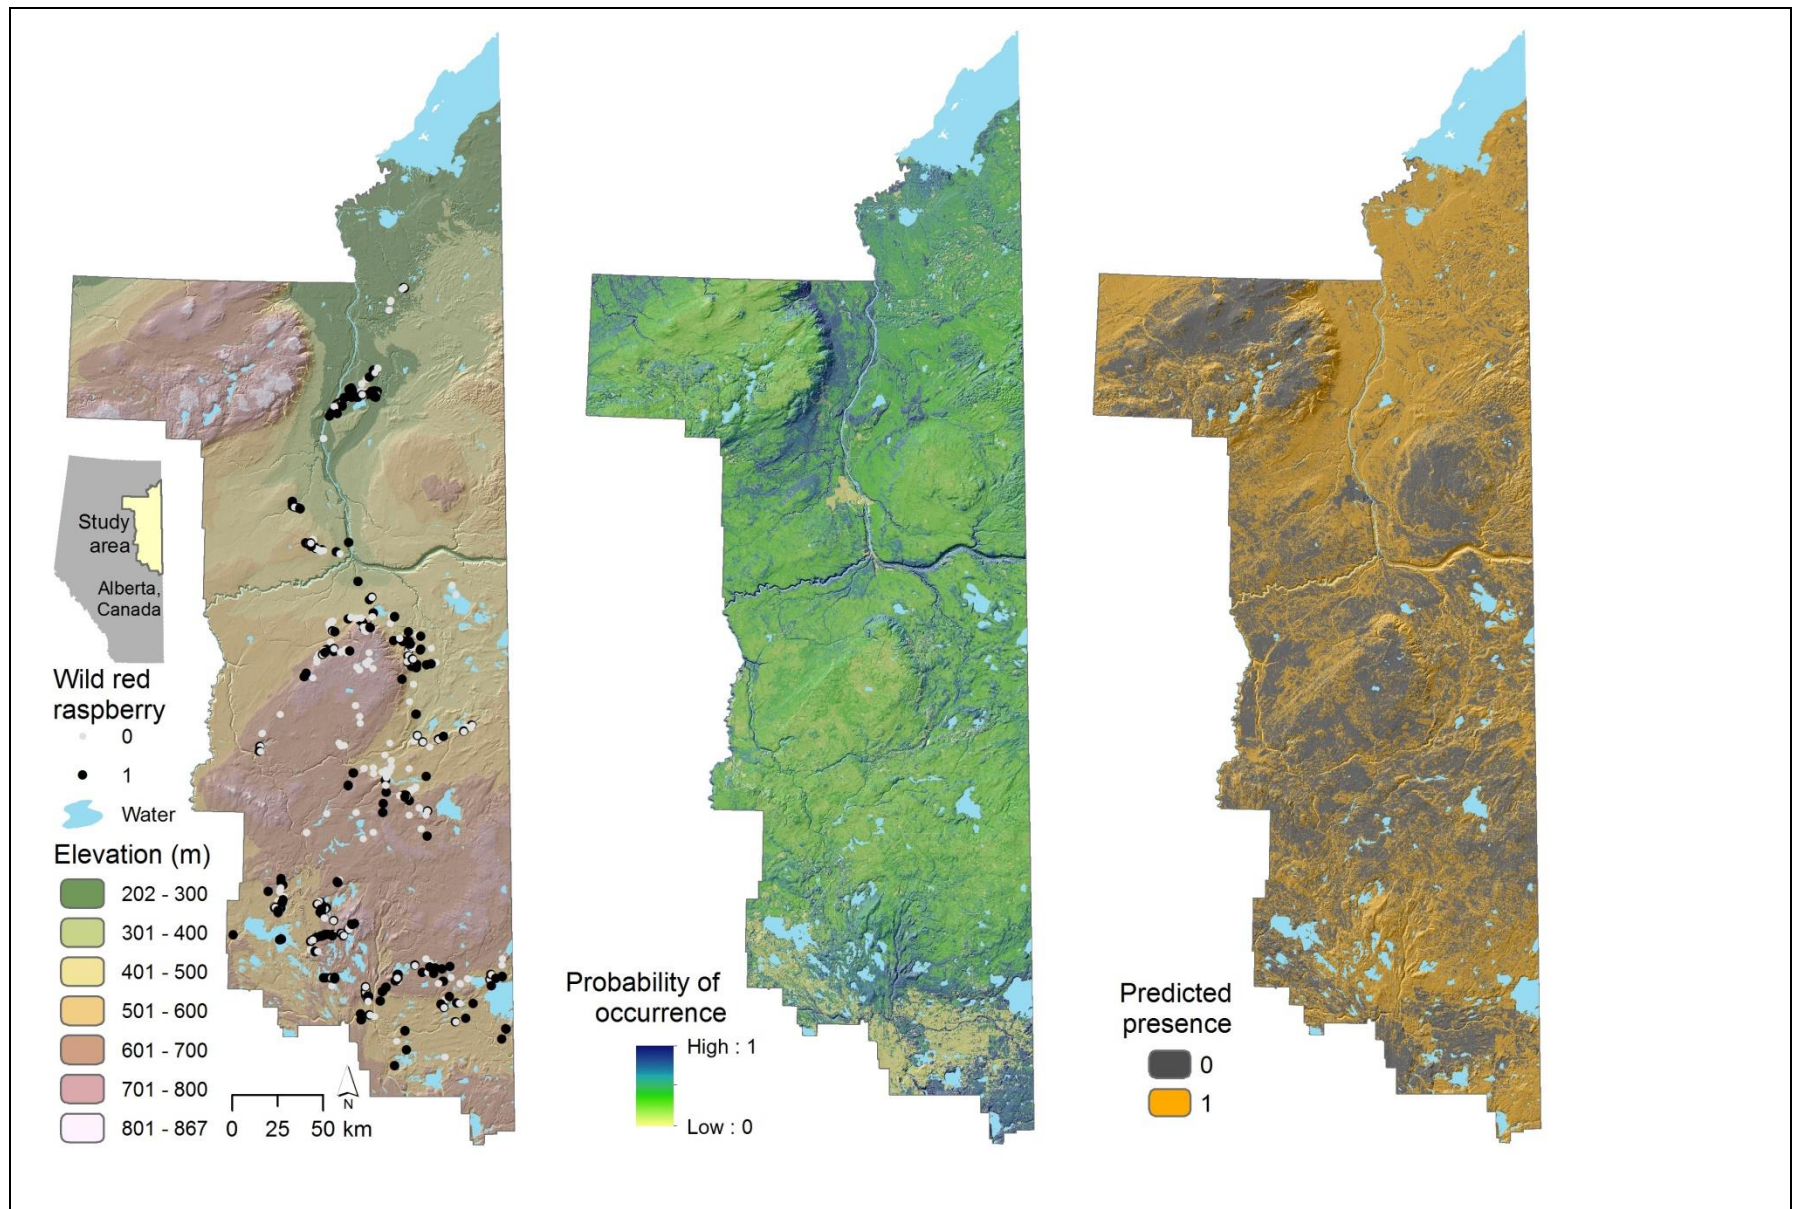 Study
area
Alberta,
Canada
Wild red
raspberry
0
1
Water
Elevation (m)
202 - 300
301 - 400
401 - 500
501 - 600
601 - 700
701 - 800
801 - 867
N
0 25 50 km
Probability of
occurrence
High : 1
Low : 0
Predicted
presence
0
1